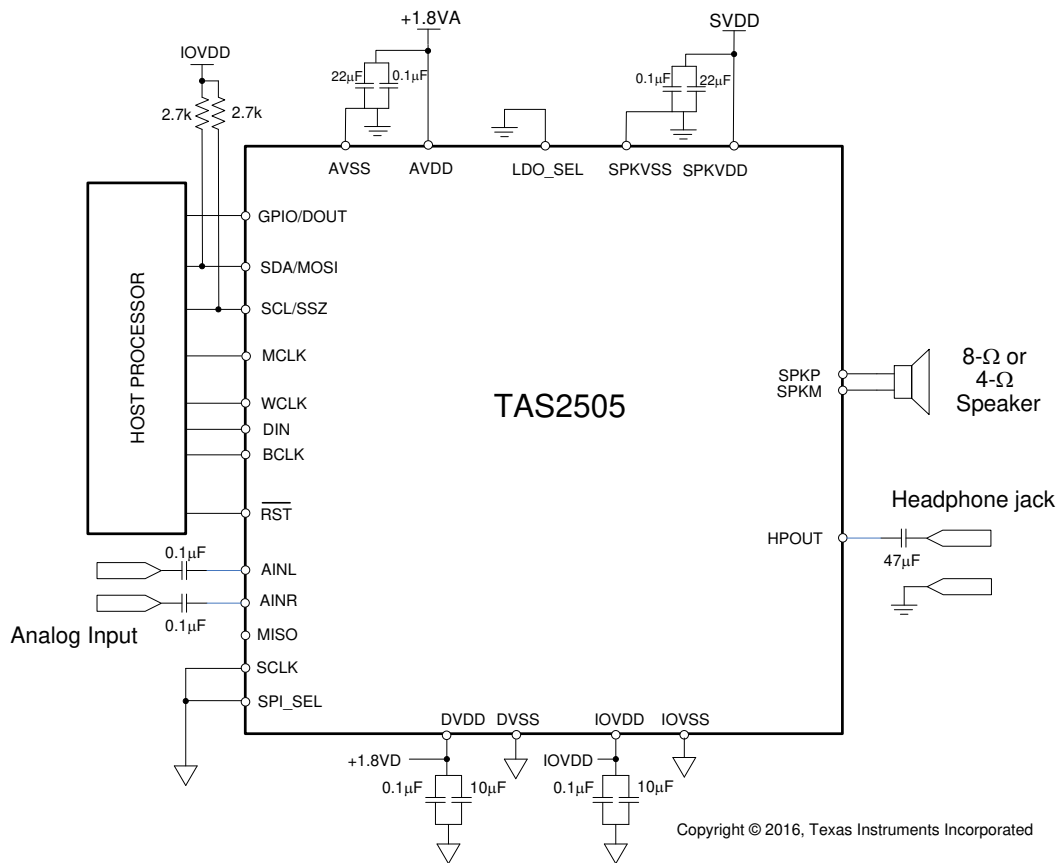 +1.8VA
SVDD
IOVDD
22µF
0.1µF
0.1µF
22µF
2.7k
2.7k
AVSS
AVDD
LDO_SEL
SPKVSS
SPKVDD
HOST PROCESSOR
GPIO/DOUT
SDA/MOSI
SCL/SSZ
MCLK
WCLK
DIN
BCLK
RST
TAS2505
SPKP
SPKM
8-Ω or
4-Ω
Speaker
Headphone jack
HPOUT
47µF
0.1µF
AINL
AINR
0.1µF
Analog Input
MISO
SCLK
SPI_SEL
DVDD
DVSS
IOVDD
IOVSS
+1.8VD
IOVDD
0.1µF
10µF
0.1µF
10µF
Copyright © 2016, Texas Instruments Incorporated